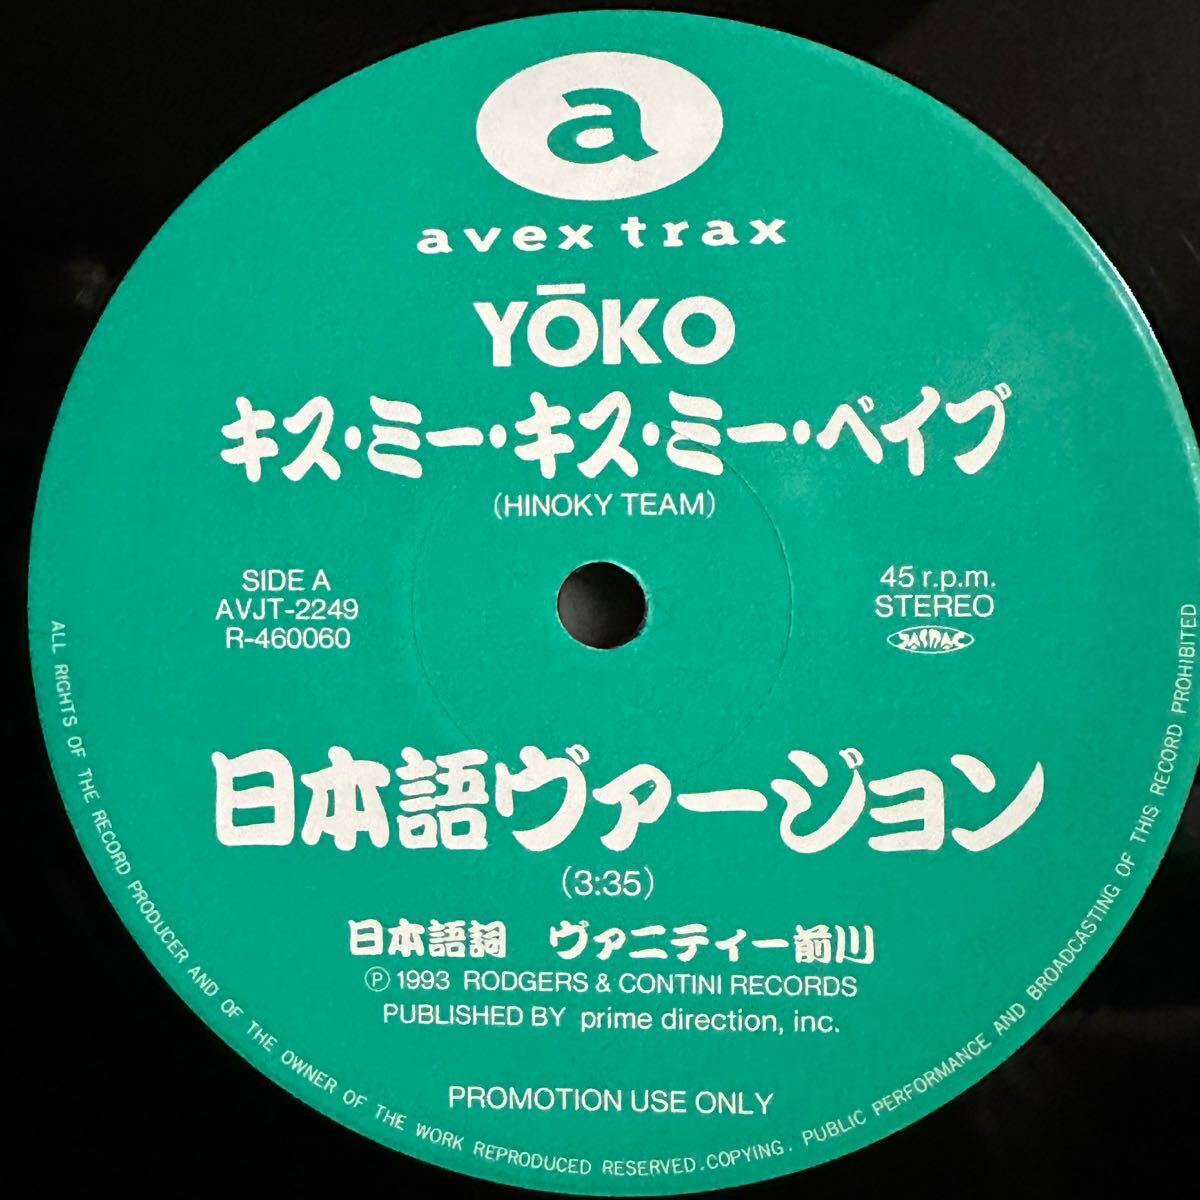 a
avex trax
YŌKO
キス・ミー・キス・ミー・ベイブ
(HINOKY TEAM)
SIDE A
AVJT-2249
R-460060
45 r.p.m.
STEREO
JASRAC
日本語ヴァージョン
(3:35)
日本語詞 ヴァニティー前川
Ⓟ 1993 RODGERS & CONTINI RECORDS
PUBLISHED BY prime direction, inc.
PROMOTION USE ONLY
ALL RIGHTS OF THE RECORD PRODUCER AND OF THE OWNER OF THE WORK REPRODUCED RESERVED.COPYING. PUBLIC PERFORMANCE AND BROADCASTING OF THIS RECORD PROHIBITED